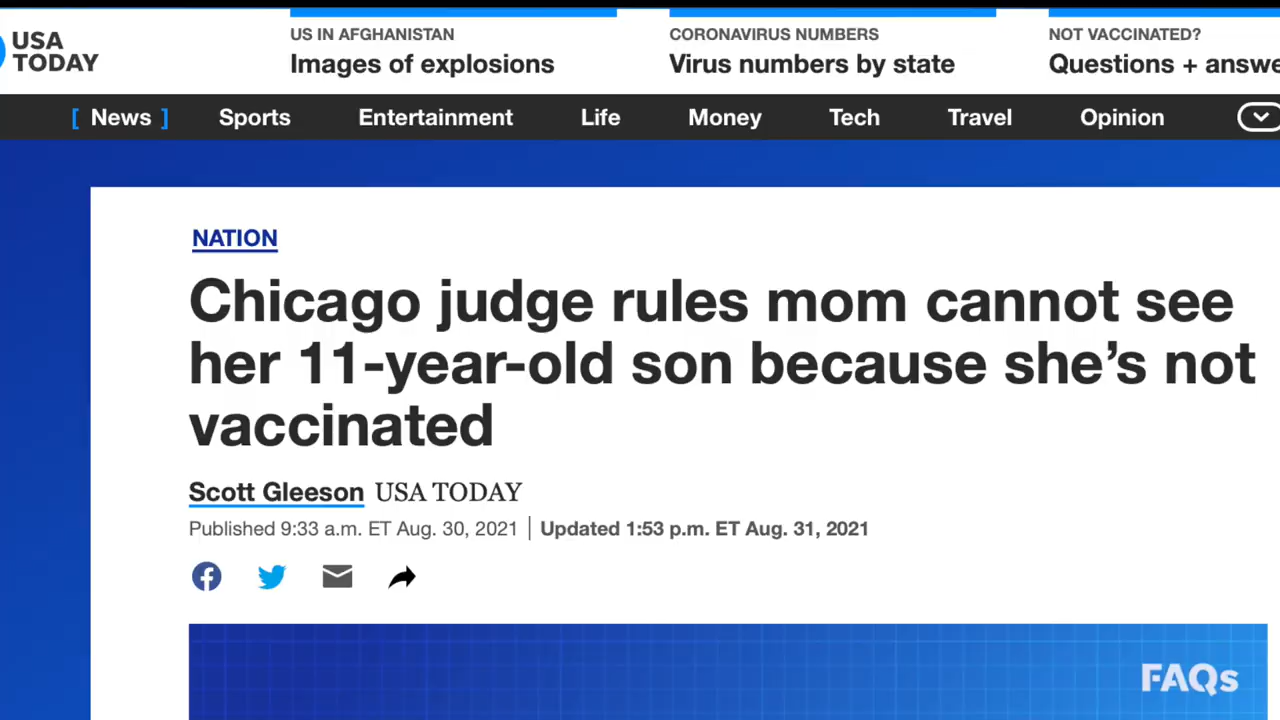 USA
TODAY
US IN AFGHANISTAN
Images of explosions
CORONAVIRUS NUMBERS
Virus numbers by state
NOT VACCINATED?
Questions + answe
[ News ] Sports Entertainment Life Money Tech Travel Opinion
NATION
Chicago judge rules mom cannot see
her 11-year-old son because she’s not
vaccinated
Scott Gleeson USA TODAY
Published 9:33 a.m. ET Aug. 30, 2021 | Updated 1:53 p.m. ET Aug. 31, 2021
FAQs